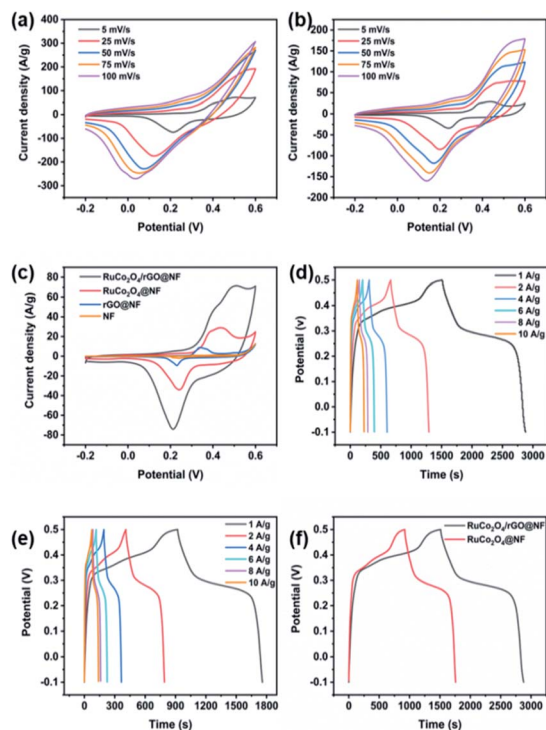 (a)
5 mV/s
25 mV/s
50 mV/s
75 mV/s
100 mV/s
Current density (A/g)
400
300
200
100
0
-100
-200
-300
-0.2 0.0 0.2 0.4 0.6
Potential (V)
(b)
5 mV/s
25 mV/s
50 mV/s
75 mV/s
100 mV/s
Current density (A/g)
200
150
100
50
0
-50
-100
-150
-200
-0.2 0.0 0.2 0.4 0.6
Potential (V)
(c)
RuCo₂O₄/rGO@NF
RuCo₂O₄@NF
rGO@NF
NF
Current density (A/g)
80
60
40
20
0
-20
-40
-60
-80
-0.2 0.0 0.2 0.4 0.6
Potential (V)
(d)
1 A/g
2 A/g
4 A/g
6 A/g
8 A/g
10 A/g
Potential (v)
0.5
0.4
0.3
0.2
0.1
0.0
-0.1
0 500 1000 1500 2000 2500 3000
Time (s)
(e)
1 A/g
2 A/g
4 A/g
6 A/g
8 A/g
10 A/g
Potential (V)
0.5
0.4
0.3
0.2
0.1
0.0
-0.1
0 300 600 900 1200 1500 1800
Time (s)
(f)
RuCo₂O₄/rGO@NF
RuCo₂O₄@NF
Potential (V)
0.5
0.4
0.3
0.2
0.1
0.0
-0.1
0 500 1000 1500 2000 2500 3000
Time (s)